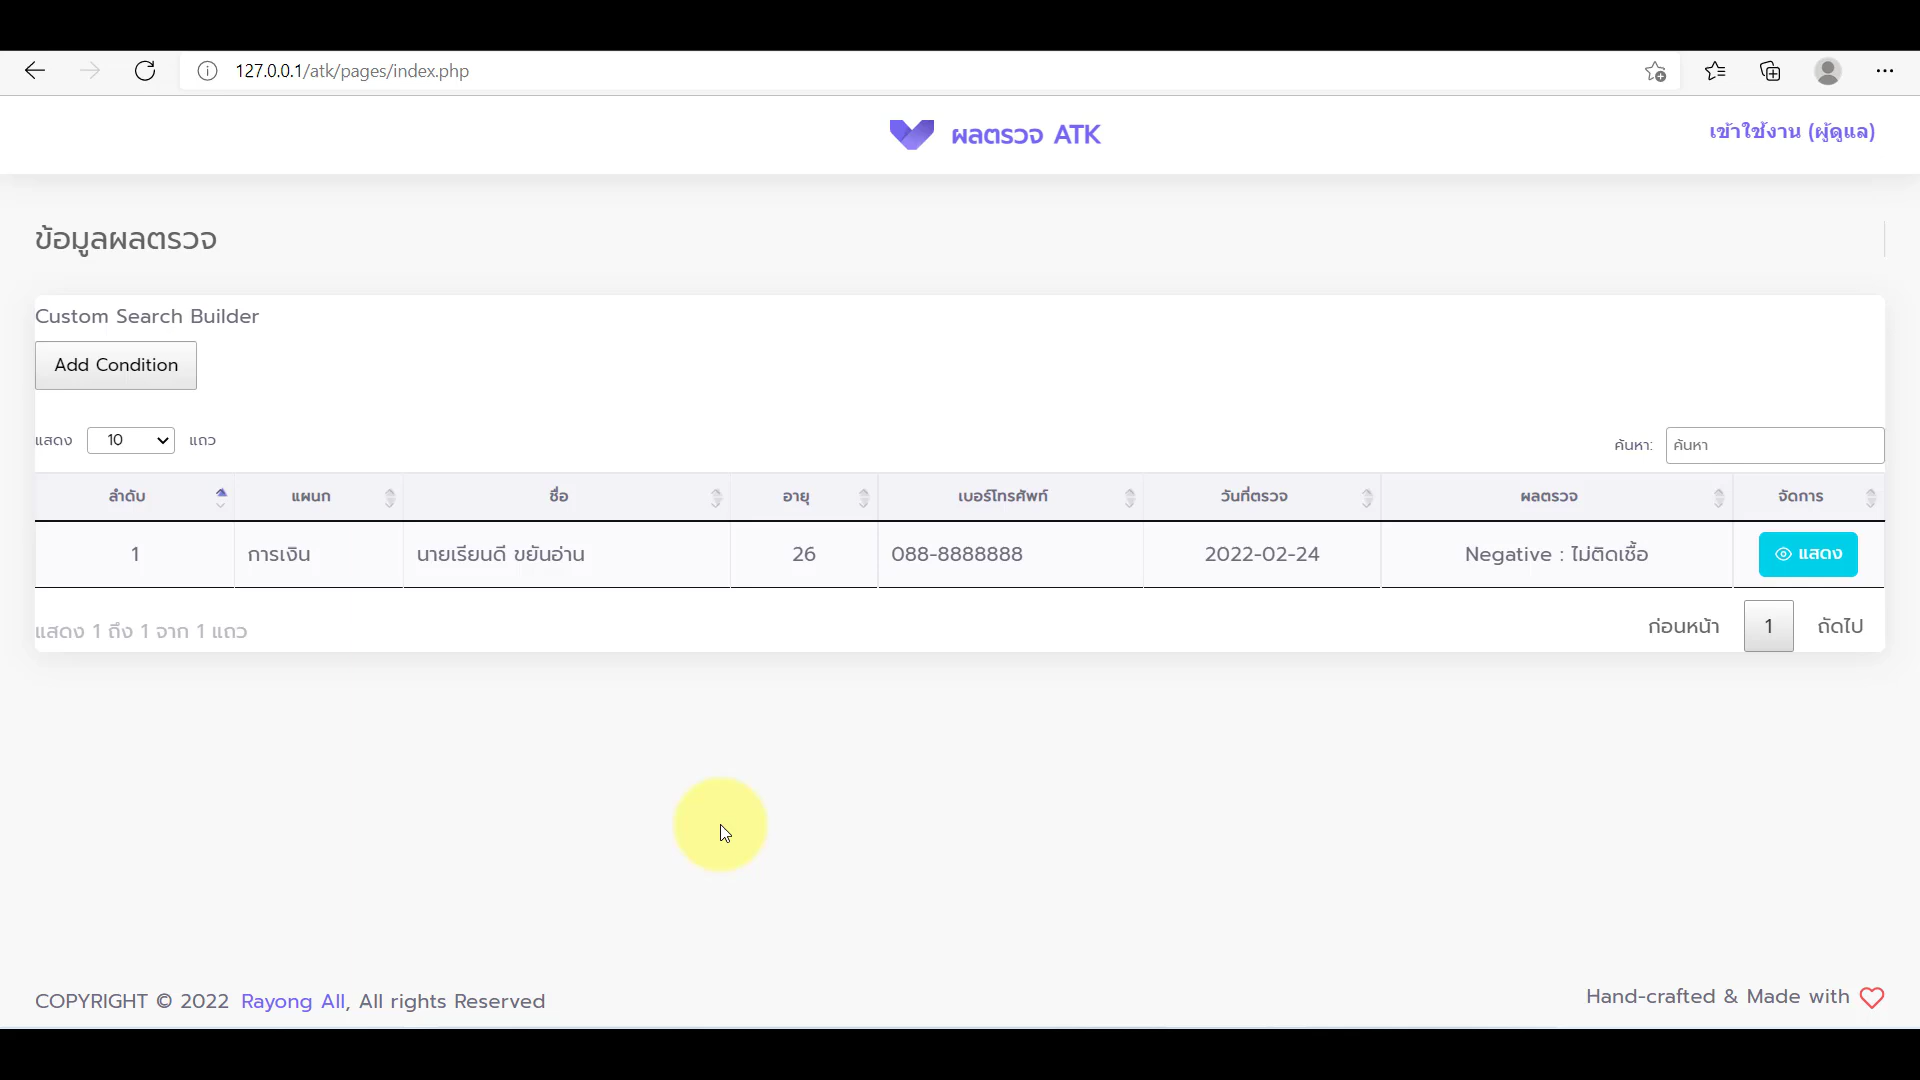 127.0.0.1/atk/pages/index.php
ผลตรวจ ATK
เข้าใช้งาน (ผู้ดูแล)
ข้อมูลผลตรวจ
Custom Search Builder
Add Condition
แสดง 10 แถว
ค้นหา: ค้นหา
ลำดับ แผนก ชื่อ อายุ เบอร์โทรศัพท์ วันที่ตรวจ ผลตรวจ จัดการ
1 การเงิน นายเรียนดี ขยันอ่าน 26 088-8888888 2022-02-24 Negative : ไม่ติดเชื้อ แสดง
แสดง 1 ถึง 1 จาก 1 แถว
ก่อนหน้า 1 ถัดไป
COPYRIGHT © 2022 Rayong All, All rights Reserved
Hand-crafted & Made with